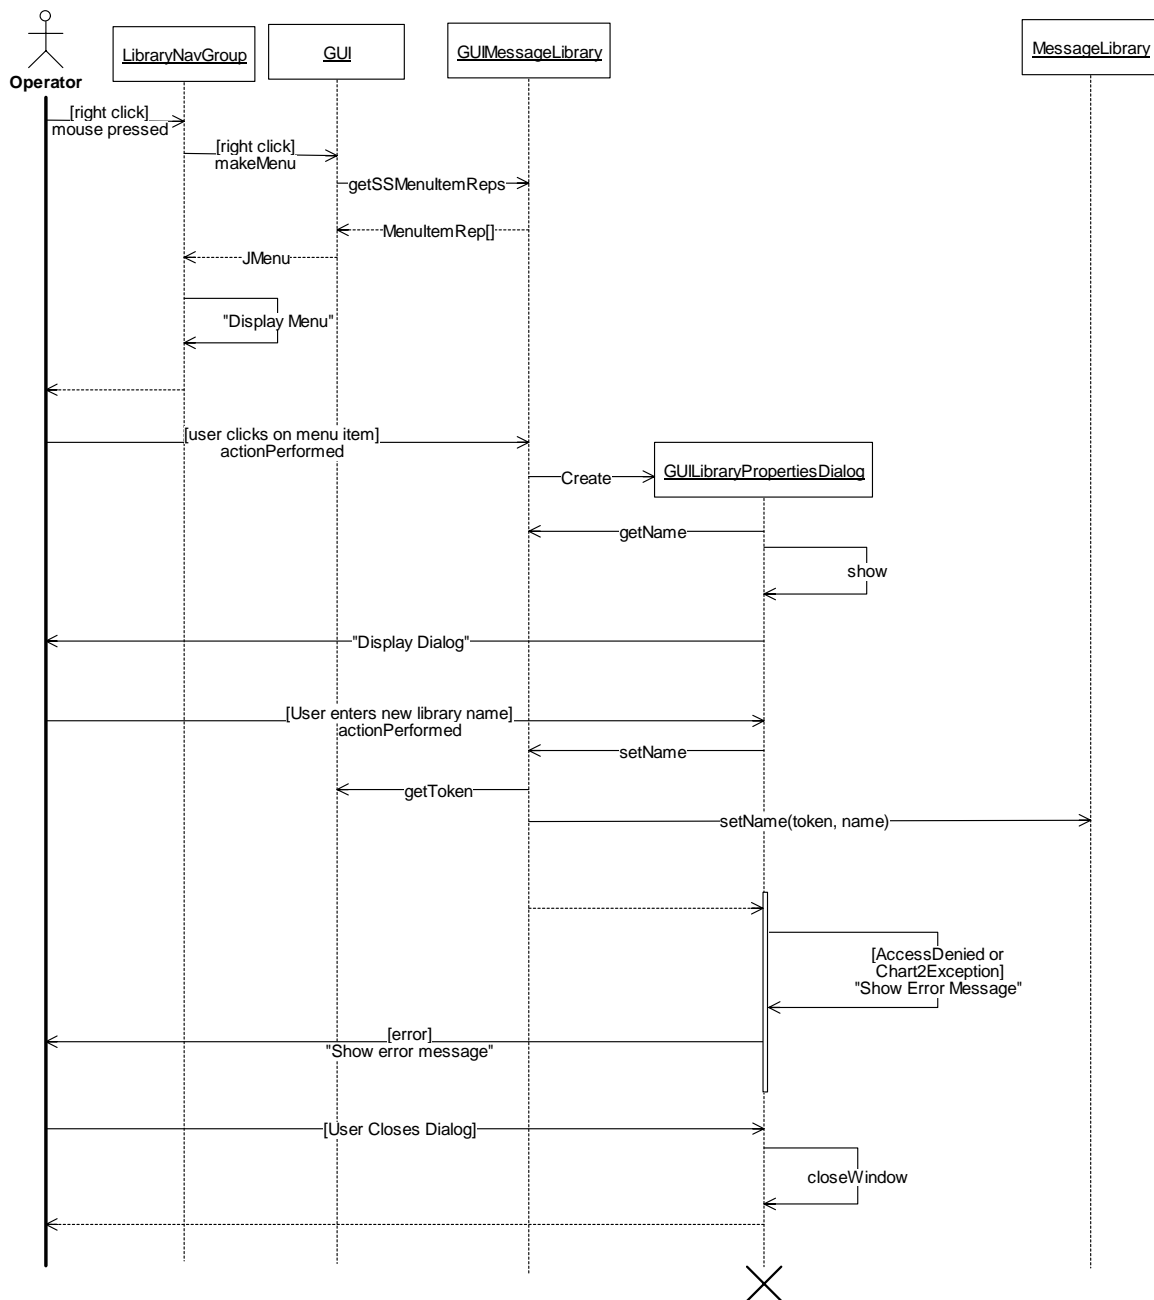 Operator
LibraryNavGroup
GUI
GUIMessageLibrary
MessageLibrary
[right click]
mouse pressed
[right click]
makeMenu
getSSMenuItemReps
MenuItemRep[]
JMenu
"Display Menu"
[user clicks on menu item]
actionPerformed
Create
GUILibraryPropertiesDialog
getName
show
"Display Dialog"
[User enters new library name]
actionPerformed
setName
getToken
setName(token, name)
[AccessDenied or
Chart2Exception]
"Show Error Message"
[error]
"Show error message"
[User Closes Dialog]
closeWindow